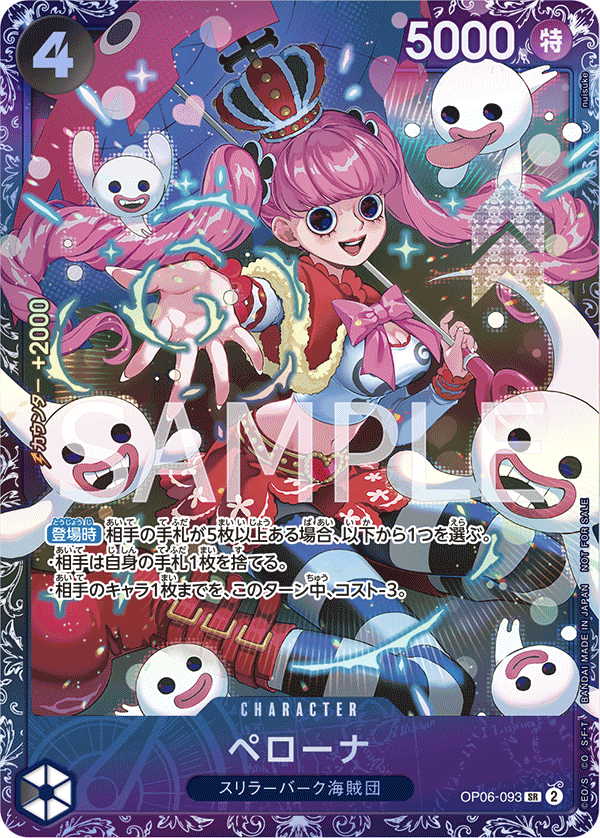 4
5000
特
nuisuke
カウンター +2000
SAMPLE
登場時 相手の手札が5枚以上ある場合、以下から1つを選ぶ。
・相手は自身の手札1枚を捨てる。
・相手のキャラ1枚までを、このターン中、コスト-3。
©E.O/S. ©O.S・F・T BANDAI MADE IN JAPAN NOT FOR SALE
CHARACTER
ペローナ
スリラーバーク海賊団
OP06-093 SR 2